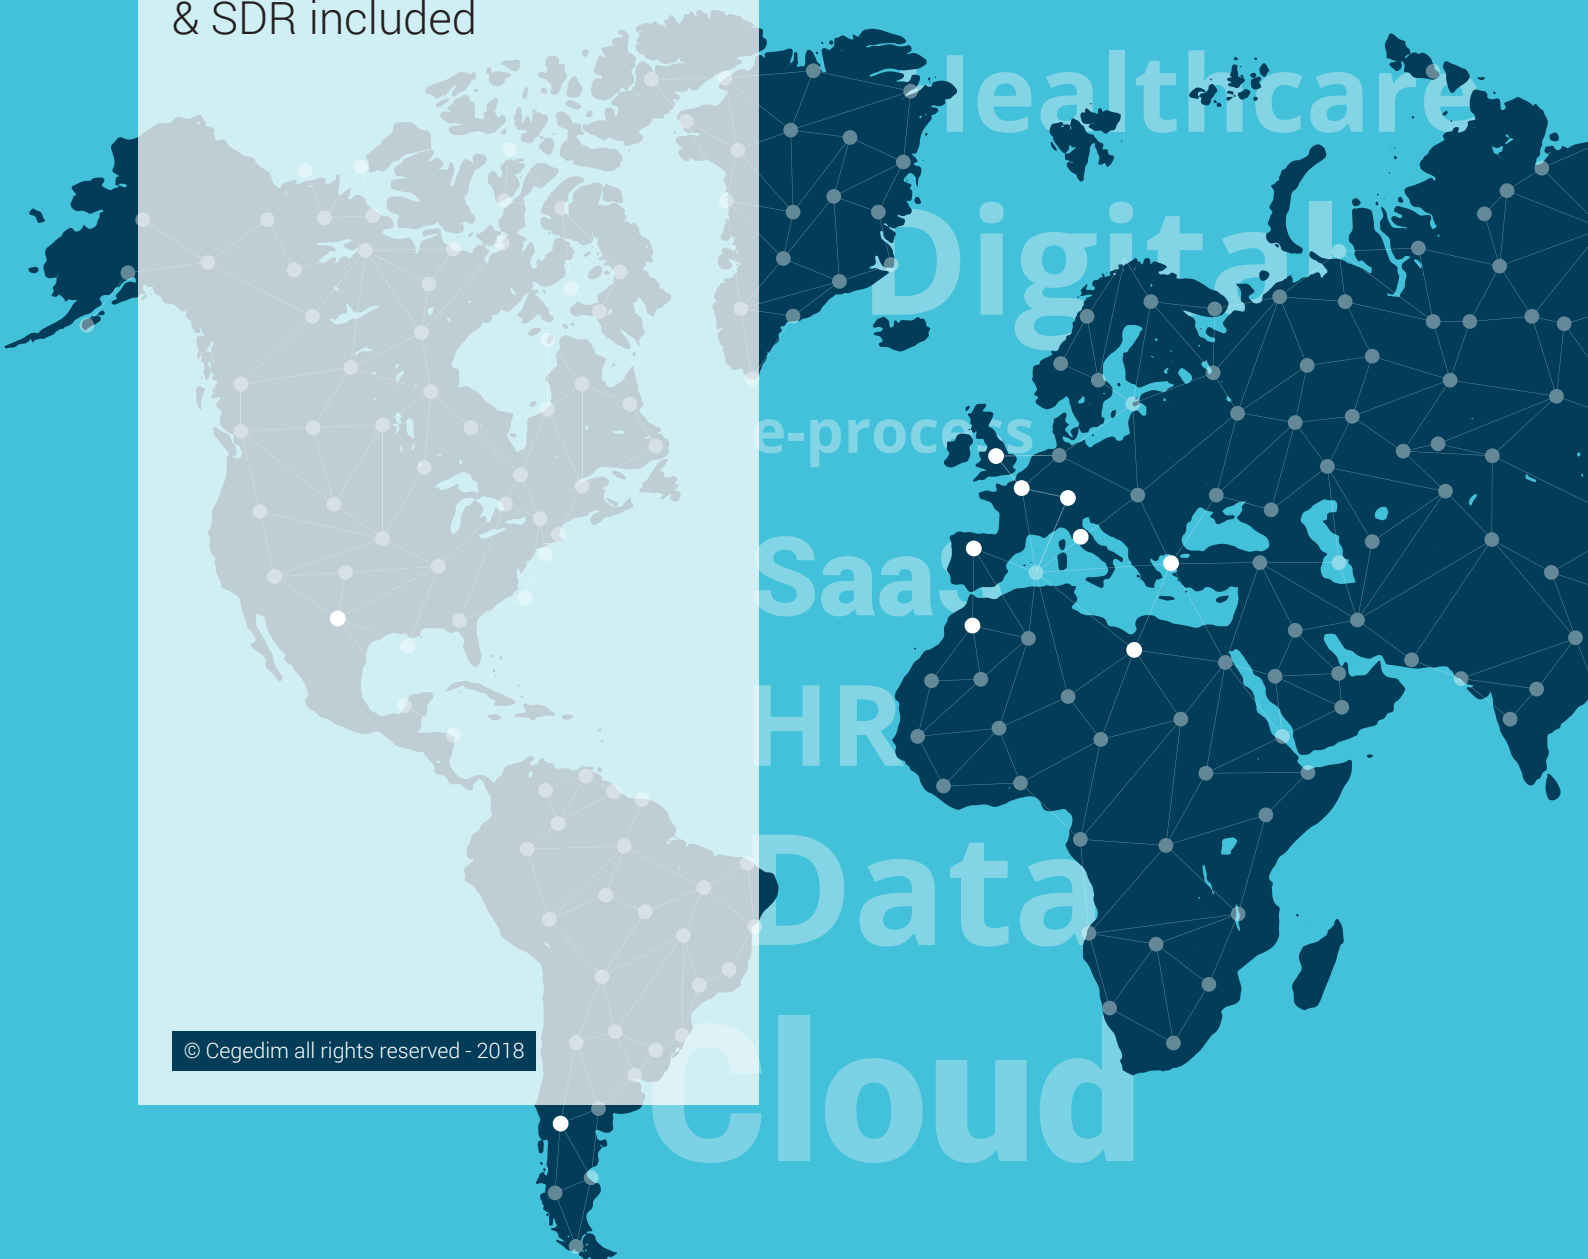 & SDR included
Healthcare
Digital
e-process
SaaS
HR
Data
Cloud
© Cegedim all rights reserved - 2018